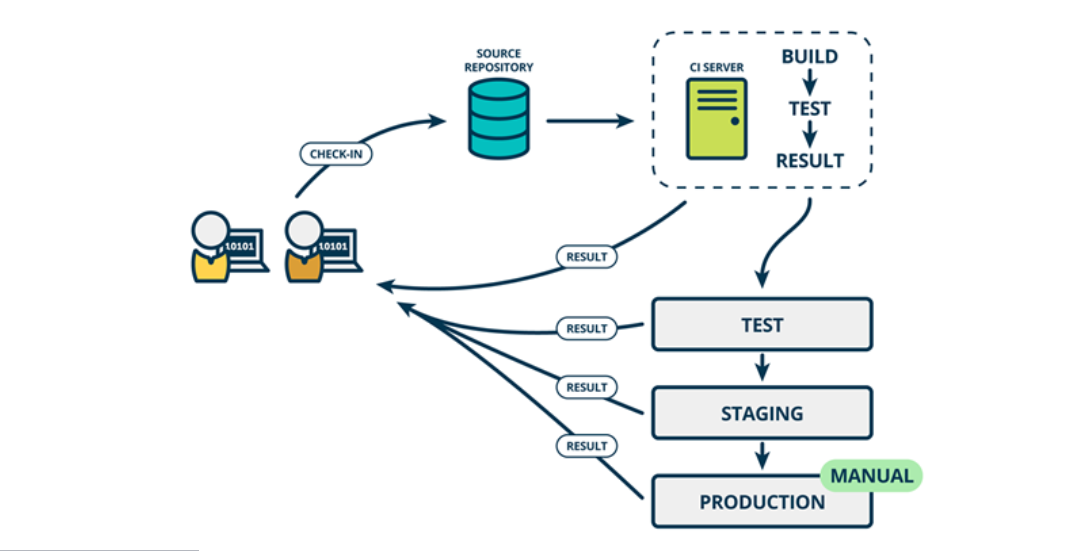 SOURCE
REPOSITORY
CI SERVER
BUILD
TEST
RESULT
CHECK-IN
10101
10101
RESULT
RESULT
RESULT
RESULT
TEST
STAGING
MANUAL
PRODUCTION